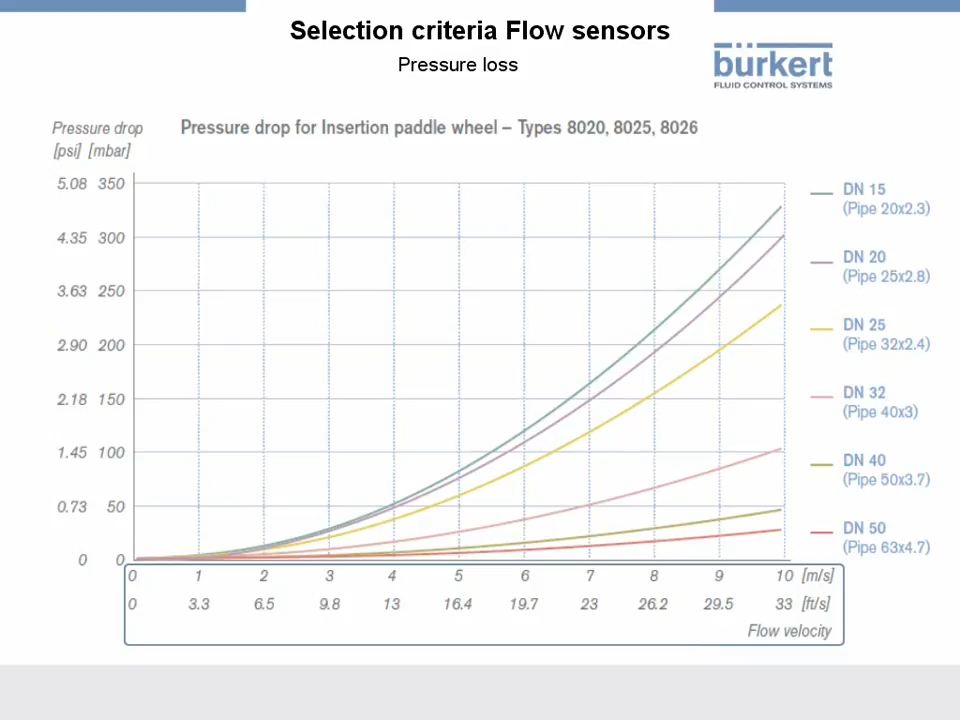 Selection criteria Flow sensors
Pressure loss
bürkert
FLUID CONTROL SYSTEMS
Pressure drop
[psi] [mbar]
Pressure drop for Insertion paddle wheel – Types 8020, 8025, 8026
5.08 350
4.35 300
3.63 250
2.90 200
2.18 150
1.45 100
0.73 50
0 0
DN 15
(Pipe 20x2.3)
DN 20
(Pipe 25x2.8)
DN 25
(Pipe 32x2.4)
DN 32
(Pipe 40x3)
DN 40
(Pipe 50x3.7)
DN 50
(Pipe 63x4.7)
0 1 2 3 4 5 6 7 8 9 10 [m/s]
0 3.3 6.5 9.8 13 16.4 19.7 23 26.2 29.5 33 [ft/s]
Flow velocity